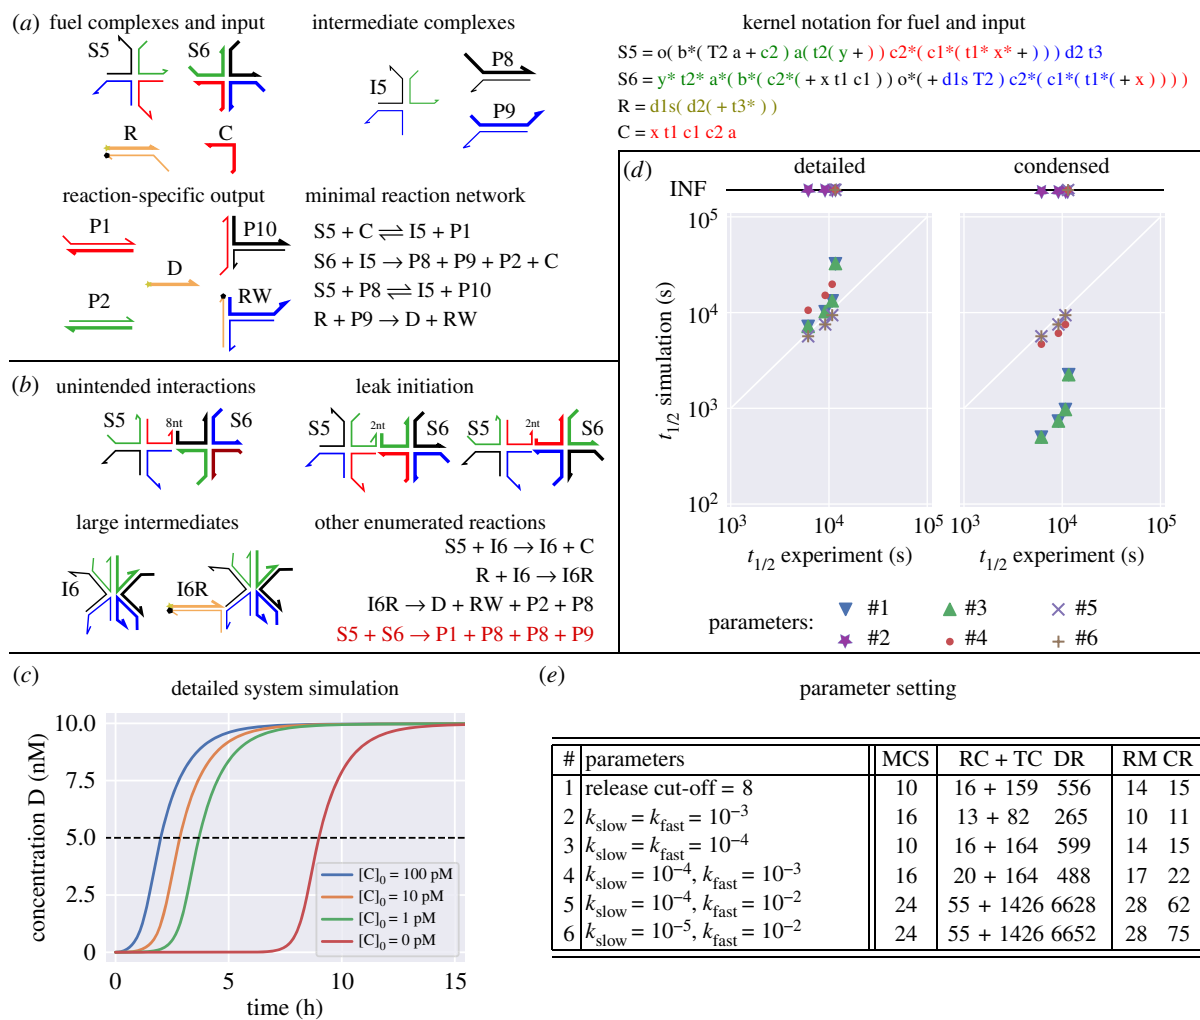 (a) fuel complexes and input
intermediate complexes
kernel notation for fuel and input
S5
S6
R
C
I5
P8
P9
S5 = o( b*( T2 a + c2 ) a( t2( y + ) ) c2*( c1*( t1* x* + ) ) ) d2 t3
S6 = y* t2* a*( b*( c2*( + x t1 c1 ) ) o*( + d1s T2 ) c2*( c1*( t1*( + x ) ) ) )
R = d1s( d2( + t3* ) )
C = x t1 c1 c2 a
reaction-specific output
P1
P10
D
P2
RW
minimal reaction network
S5 + C ⇌ I5 + P1
S6 + I5 → P8 + P9 + P2 + C
S5 + P8 ⇌ I5 + P10
R + P9 → D + RW
(b)
unintended interactions
leak initiation
S5
8nt
S6
S5
2nt
S6
S5
2nt
S6
large intermediates
I6
I6R
other enumerated reactions
S5 + I6 → I6 + C
R + I6 → I6R
I6R → D + RW + P2 + P8
S5 + S6 → P1 + P8 + P8 + P9
(c)
detailed system simulation
concentration D (nM)
10.0
7.5
5.0
2.5
0
[C]0 = 100 pM
[C]0 = 10 pM
[C]0 = 1 pM
[C]0 = 0 pM
0 5 10 15
time (h)
(d)
detailed
condensed
INF
t1/2 simulation (s)
10^5
10^4
10^3
10^2
10^3 10^4 10^5
10^3 10^4 10^5
t1/2 experiment (s)
t1/2 experiment (s)
parameters:
#1 #3 #5
#2 #4 #6
(e)
parameter setting
# parameters MCS RC + TC DR RM CR
1 release cut-off = 8 10 16 + 159 556 14 15
2 kslow = kfast = 10^−3 16 13 + 82 265 10 11
3 kslow = kfast = 10^−4 10 16 + 164 599 14 15
4 kslow = 10^−4, kfast = 10^−3 16 20 + 164 488 17 22
5 kslow = 10^−4, kfast = 10^−2 24 55 + 1426 6628 28 62
6 kslow = 10^−5, kfast = 10^−2 24 55 + 1426 6652 28 75